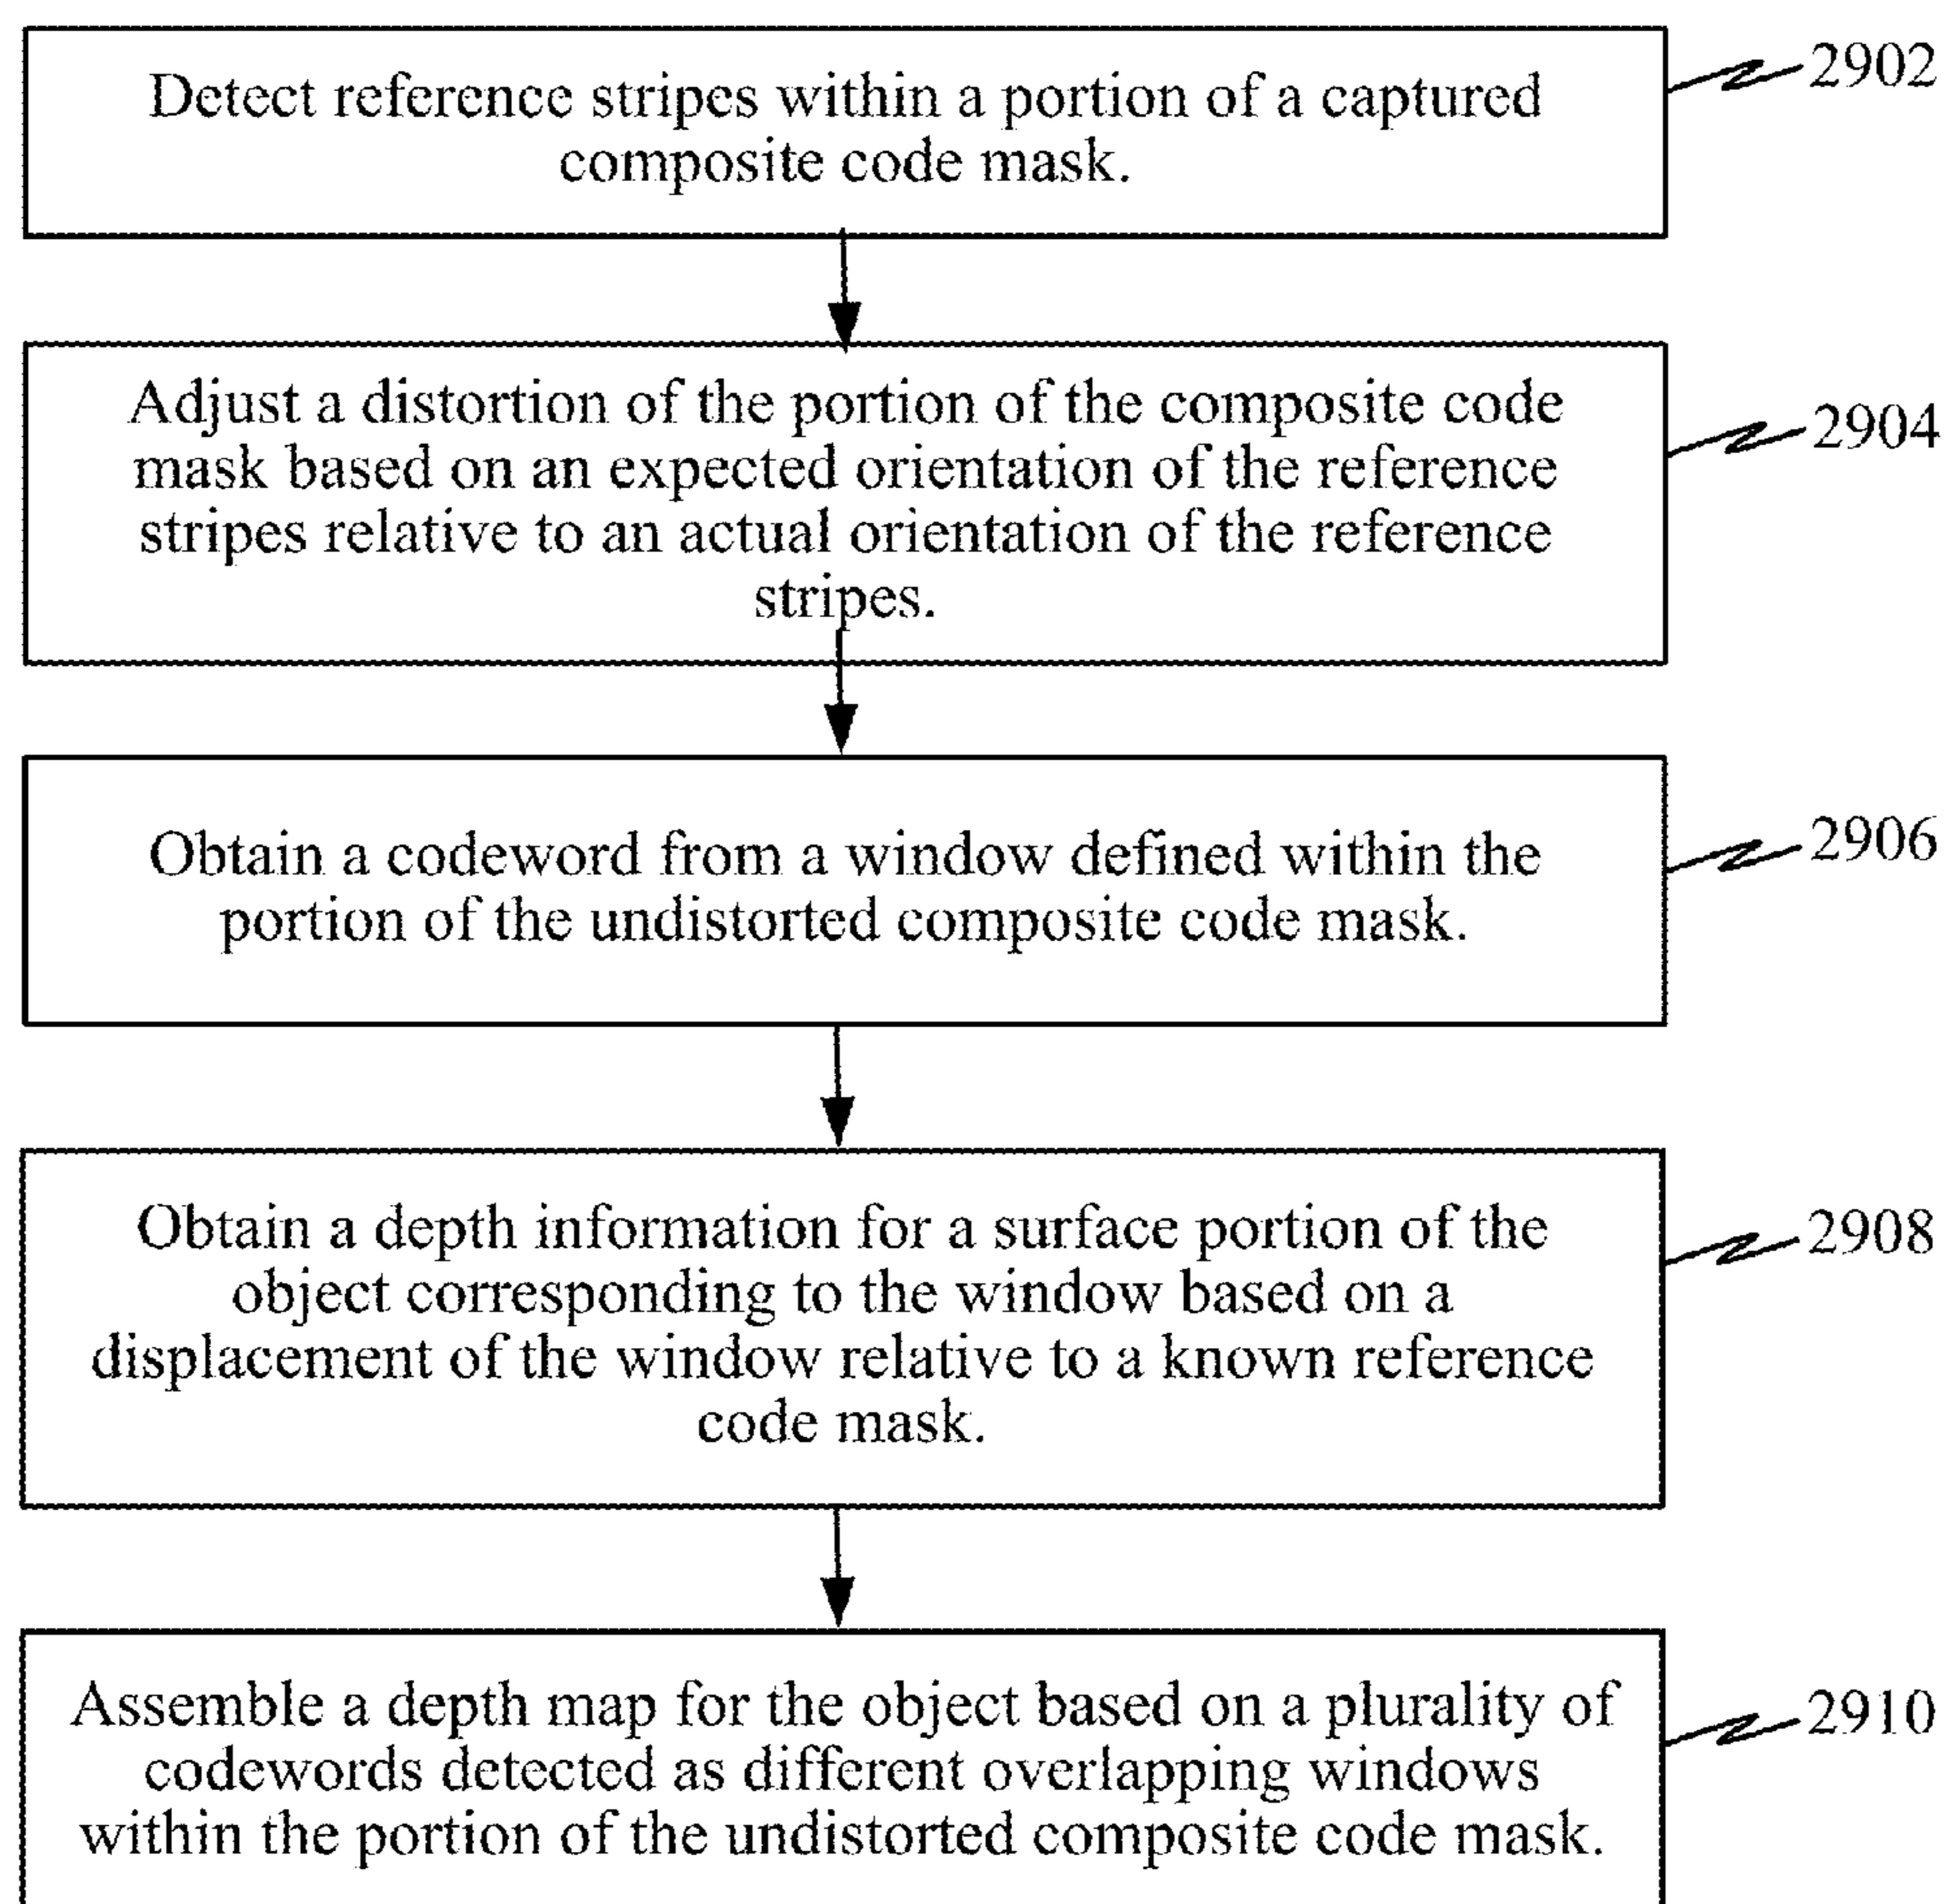 Detect reference stripes within a portion of a captured
composite code mask.
2902
Adjust a distortion of the portion of the composite code
mask based on an expected orientation of the reference
stripes relative to an actual orientation of the reference
stripes.
2904
Obtain a codeword from a window defined within the
portion of the undistorted composite code mask.
2906
Obtain a depth information for a surface portion of the
object corresponding to the window based on a
displacement of the window relative to a known reference
code mask.
2908
Assemble a depth map for the object based on a plurality of
codewords detected as different overlapping windows
within the portion of the undistorted composite code mask.
2910